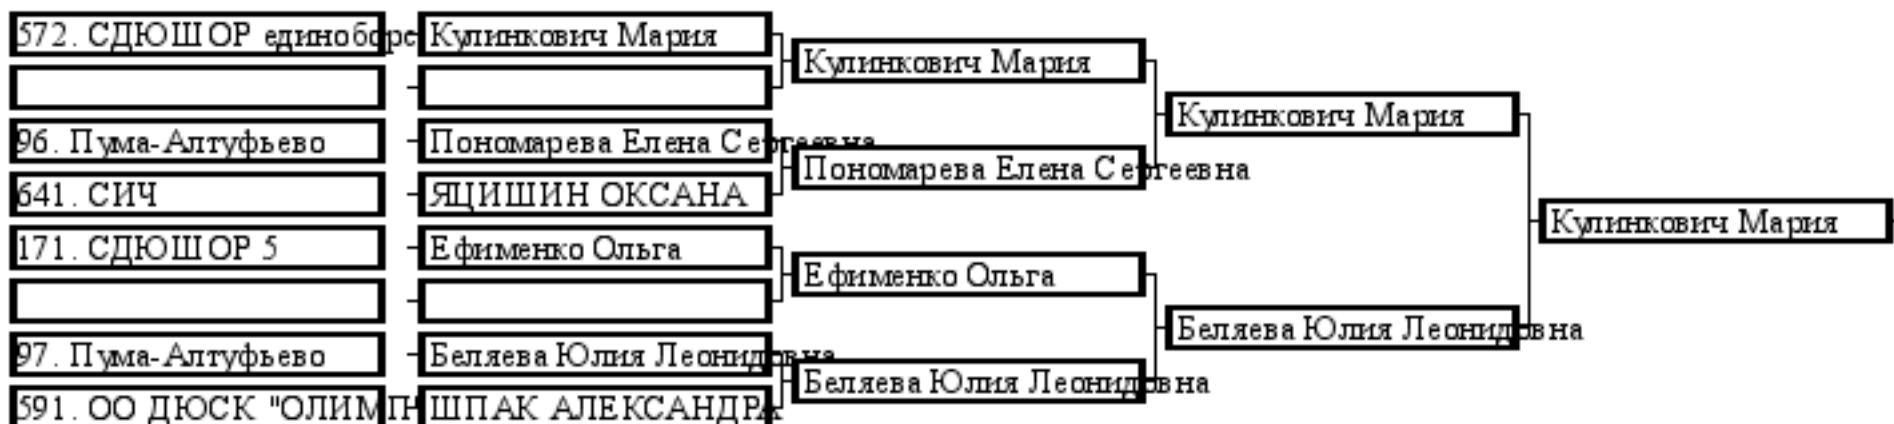 572. СДЮШОР единоборс Кулинкович Мария
Кулинкович Мария
Кулинкович Мария
96. Пума-Алтуфьево Пономарева Елена Сергеевна
Пономарева Елена Сергеевна
641. СИЧ ЯЦИШИН ОКСАНА
Кулинкович Мария
171. СДЮШОР 5 Ефименко Ольга
Ефименко Ольга
Беляева Юлия Леонидовна
97. Пума-Алтуфьево Беляева Юлия Леонидовна
Беляева Юлия Леонидовна
591. ОО ДЮСК "ОЛИМП ШПАК АЛЕКСАНДРА